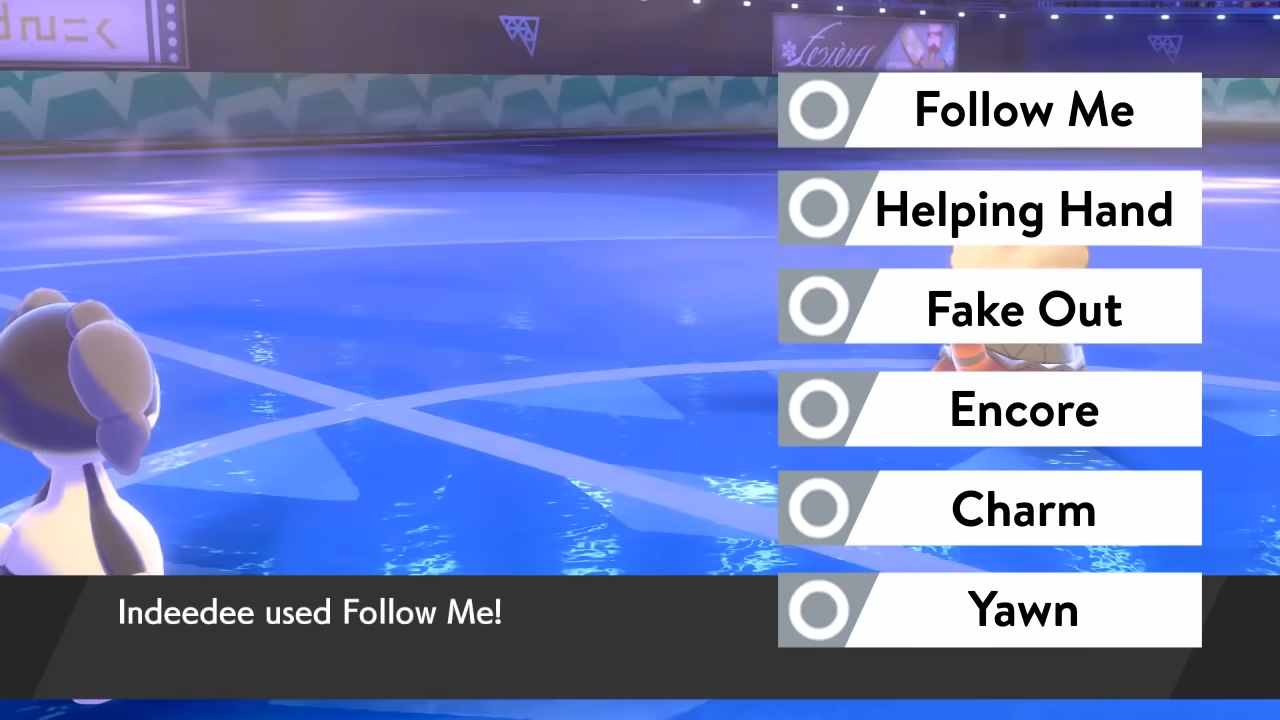 Follow Me
Helping Hand
Fake Out
Encore
Charm
Yawn
Indeedee used Follow Me!